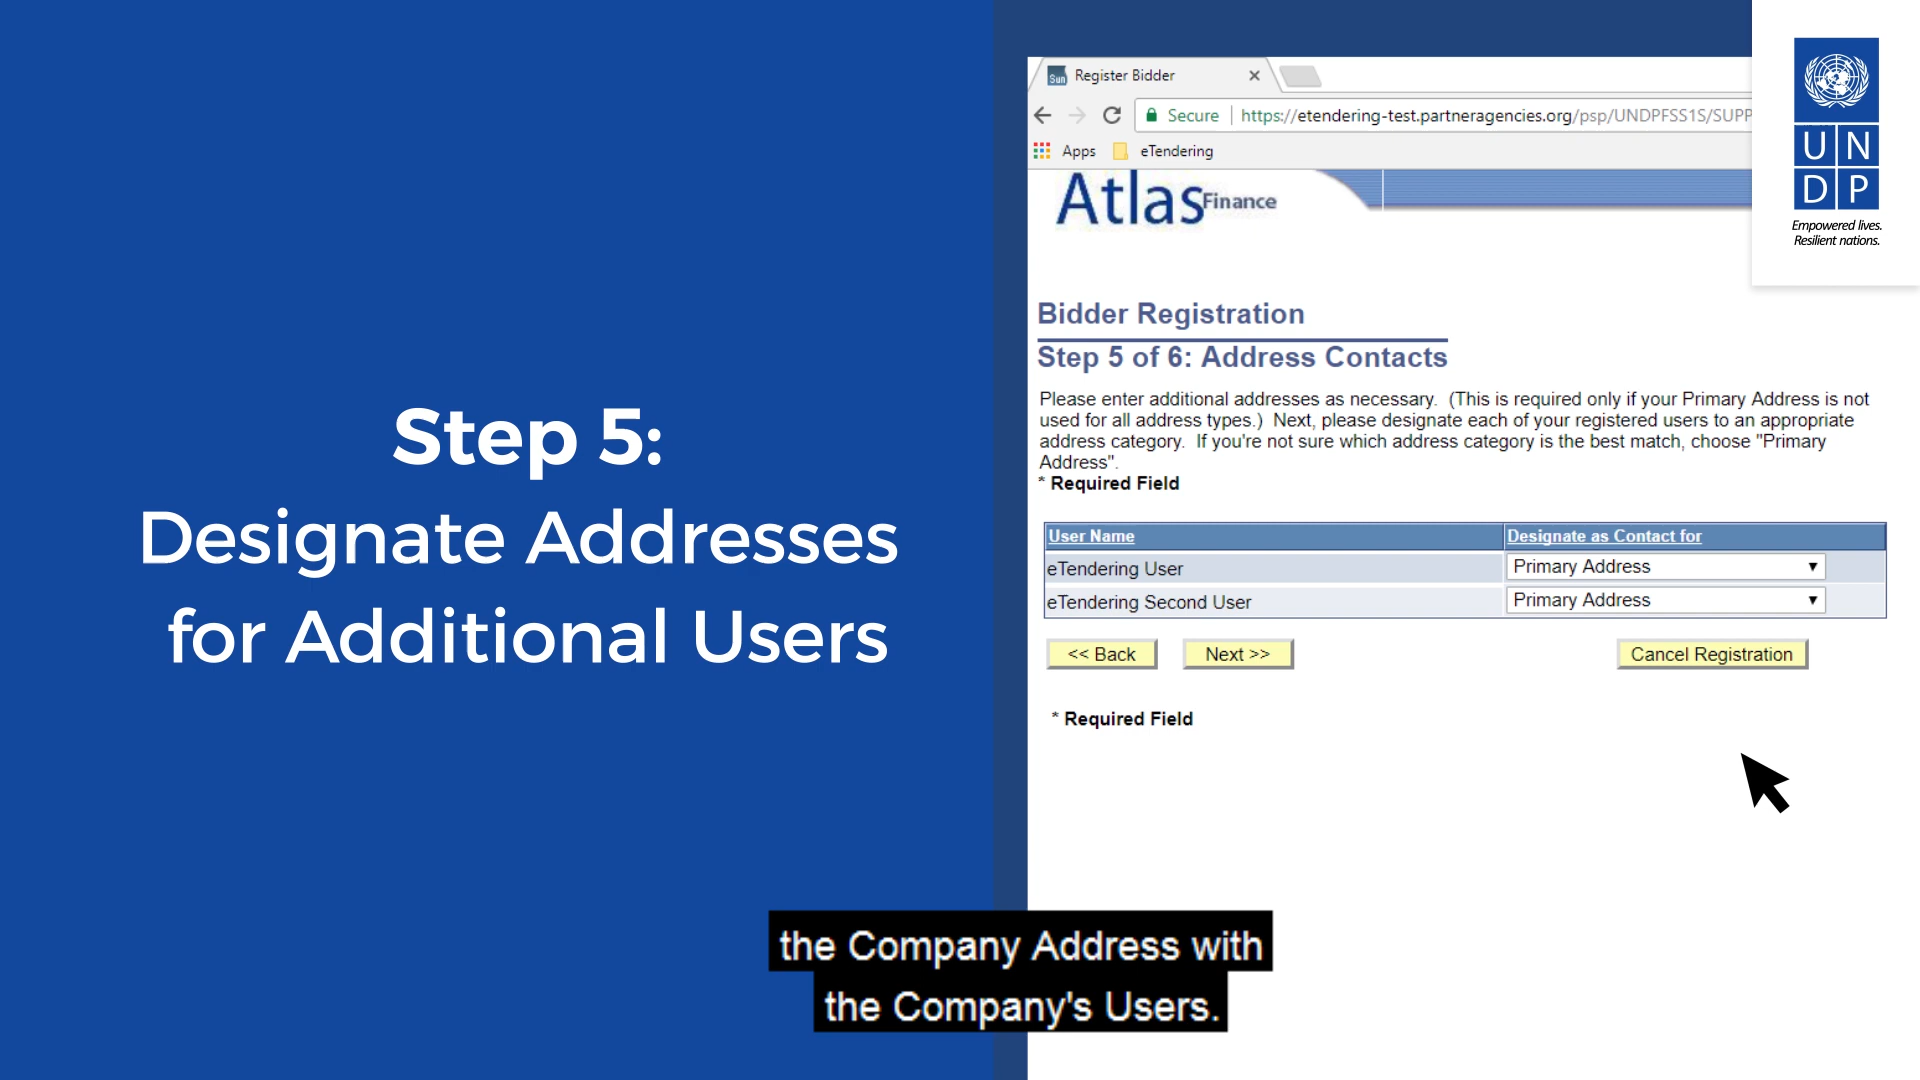 Step 5:
Designate Addresses
for Additional Users
Sun
Register Bidder
Secure | https://etendering-test.partneragencies.org/psp/UNDPFSS1S/SUPP
Apps
eTendering
Atlas Finance
UN
DP
Empowered lives.
Resilient nations.
Bidder Registration
Step 5 of 6: Address Contacts
Please enter additional addresses as necessary. (This is required only if your Primary Address is not
used for all address types.) Next, please designate each of your registered users to an appropriate
address category. If you're not sure which address category is the best match, choose "Primary
Address".
* Required Field
User Name Designate as Contact for
eTendering User Primary Address
eTendering Second User Primary Address
<< Back Next >> Cancel Registration
* Required Field
the Company Address with
the Company's Users.